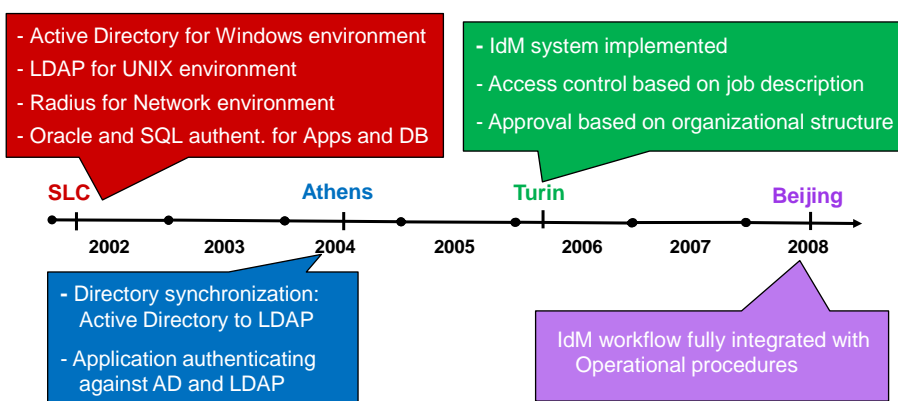 - Active Directory for Windows environment
- LDAP for UNIX environment
- Radius for Network environment
- Oracle and SQL authent. for Apps and DB
- IdM system implemented
- Access control based on job description
- Approval based on organizational structure
SLC
Athens
Turin
Beijing
2002
2003
2004
2005
2006
2007
2008
- Directory synchronization:
Active Directory to LDAP
- Application authenticating
against AD and LDAP
IdM workflow fully integrated with
Operational procedures